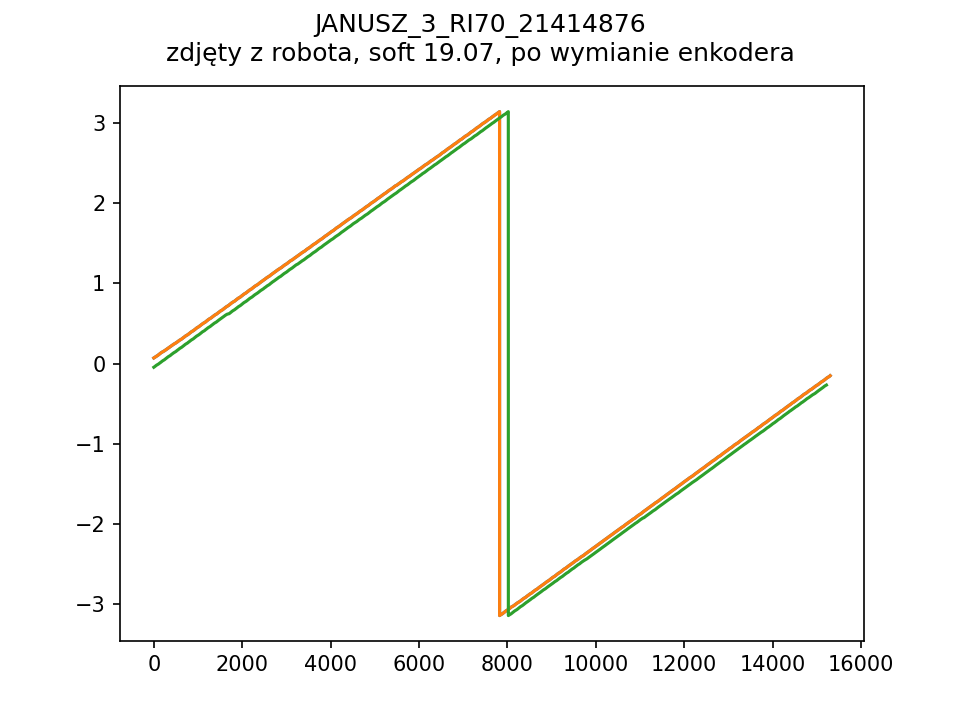 JANUSZ_3_RI70_21414876
zdjęty z robota, soft 19.07, po wymianie enkodera
3
2
1
0
−1
−2
−3
0 2000 4000 6000 8000 10000 12000 14000 16000